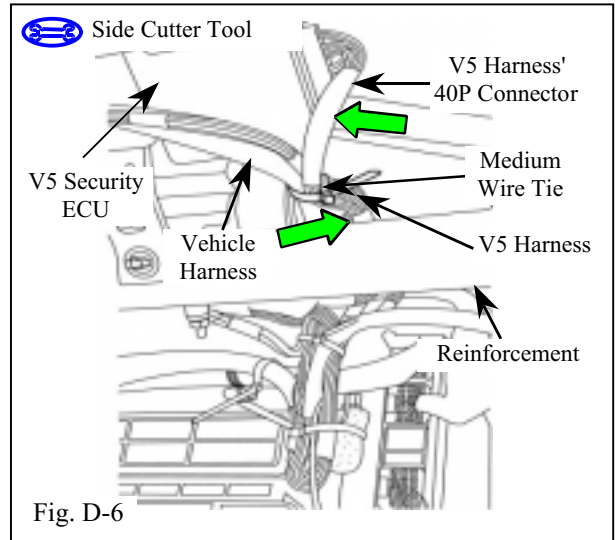 Side Cutter Tool
V5 Harness'
40P Connector
Medium
Wire Tie
V5 Security
ECU
Vehicle
Harness
V5 Harness
Reinforcement
Fig. D-6